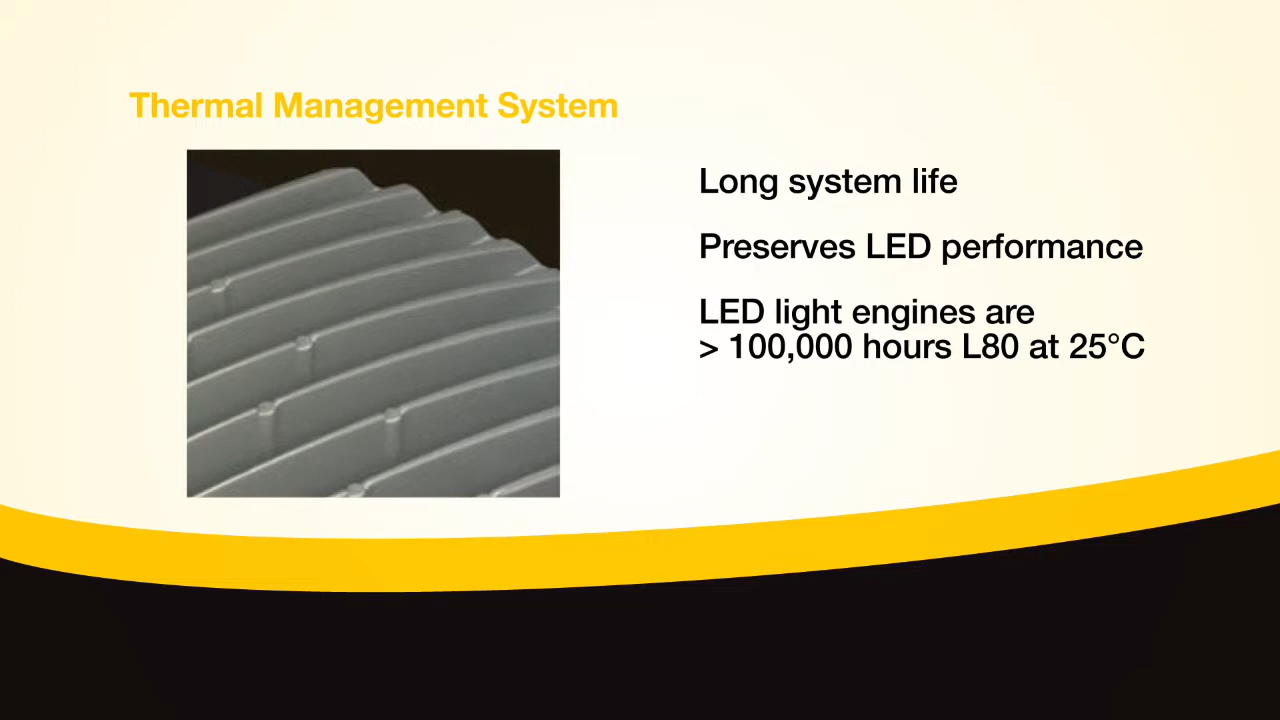 Thermal Management System
Long system life
Preserves LED performance
LED light engines are
> 100,000 hours L80 at 25°C